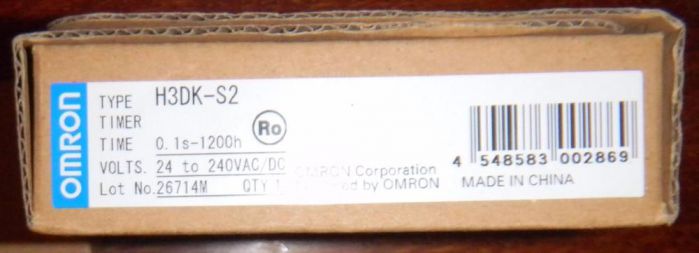 OMRON
TYPE H3DK-S2
TIMER
Ro
TIME 0.1s-1200h
VOLTS. 24 to 240VAC/DC
Lot No. 26714M QTY 1
OMRON Corporation
by OMRON
4 548583 002869
MADE IN CHINA